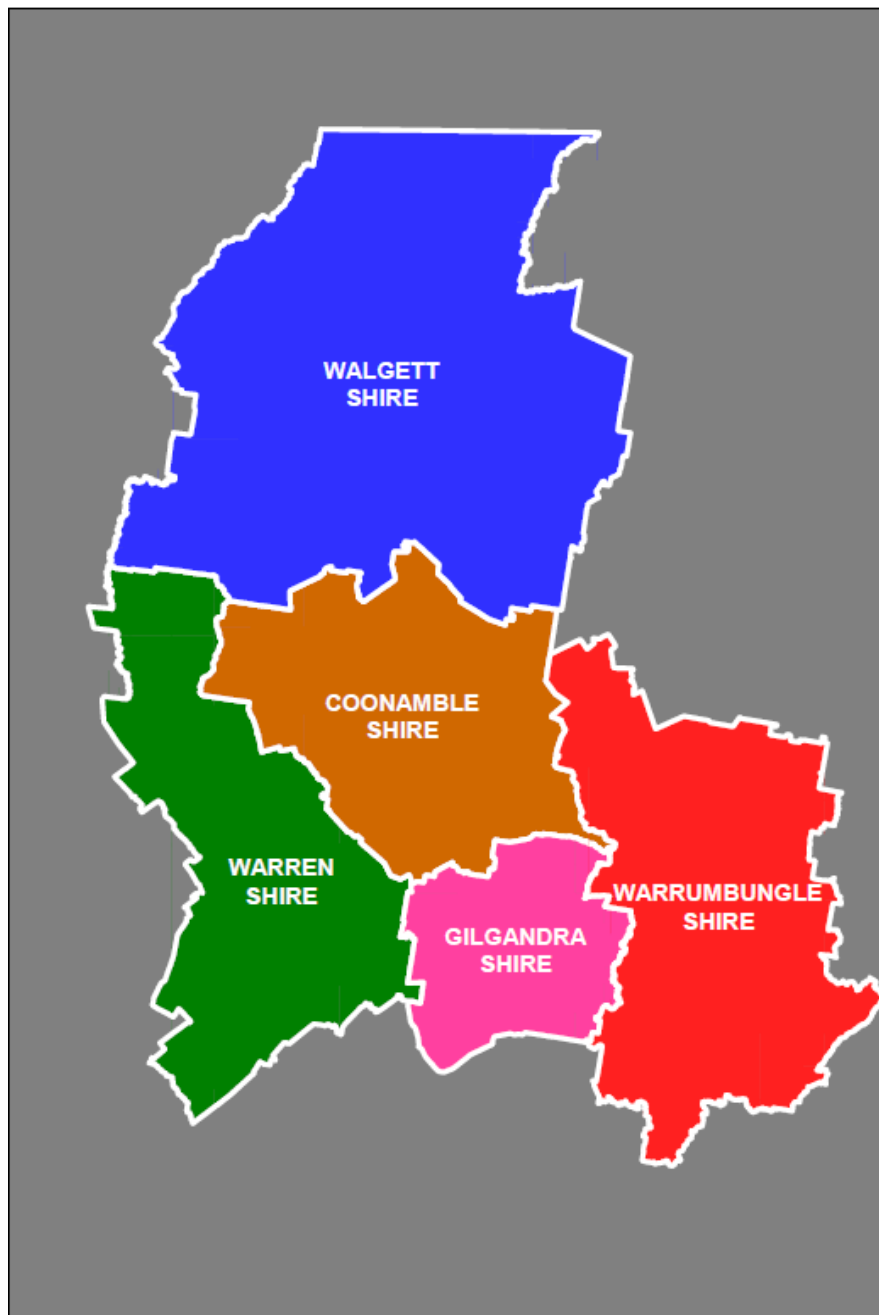 WALGETT
SHIRE
COONAMBLE
SHIRE
WARREN
SHIRE
WARRUMBUNGLE
SHIRE
GILGANDRA
SHIRE